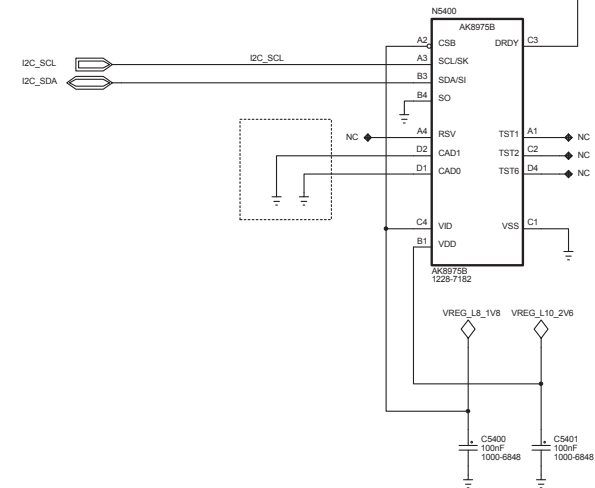 N5400
AK8975B
A2 CSB DRDY C3
I2C_SCL I2C_SCL A3 SCL/SK
I2C_SDA B3 SDA/SI
B4 SO
NC A4 RSV TST1 A1 NC
D2 CAD1 TST2 C2 NC
D1 CAD0 TST6 D4 NC
C4 VID VSS C1
B1 VDD
AK8975B
1228-7182
VREG_L8_1V8 VREG_L10_2V6
C5400 C5401
100nF 100nF
1000-6848 1000-6848